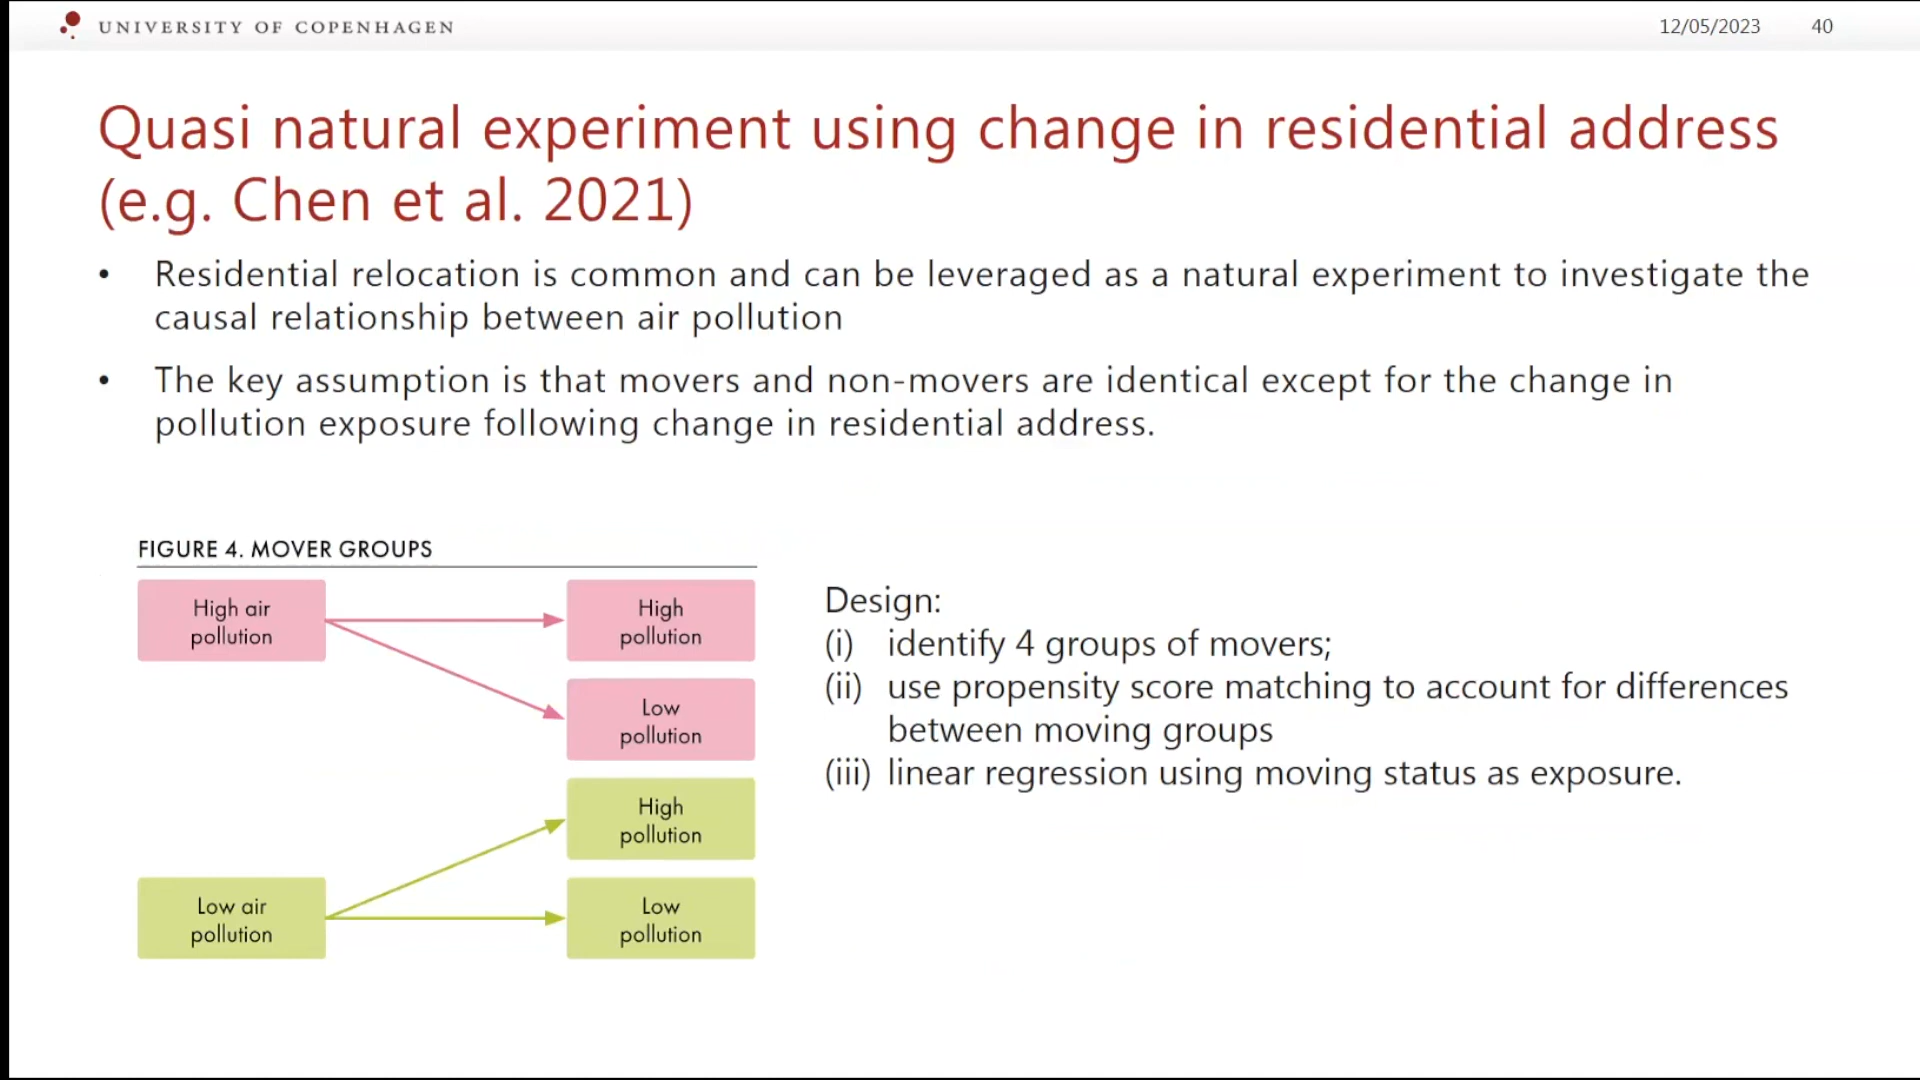 UNIVERSITY OF COPENHAGEN
12/05/2023 40
Quasi natural experiment using change in residential address
(e.g. Chen et al. 2021)
• Residential relocation is common and can be leveraged as a natural experiment to investigate the
causal relationship between air pollution
• The key assumption is that movers and non-movers are identical except for the change in
pollution exposure following change in residential address.
FIGURE 4. MOVER GROUPS
High air
pollution
High
pollution
Low
pollution
High
pollution
Low air
pollution
Low
pollution
Design:
(i) identify 4 groups of movers;
(ii) use propensity score matching to account for differences
between moving groups
(iii) linear regression using moving status as exposure.